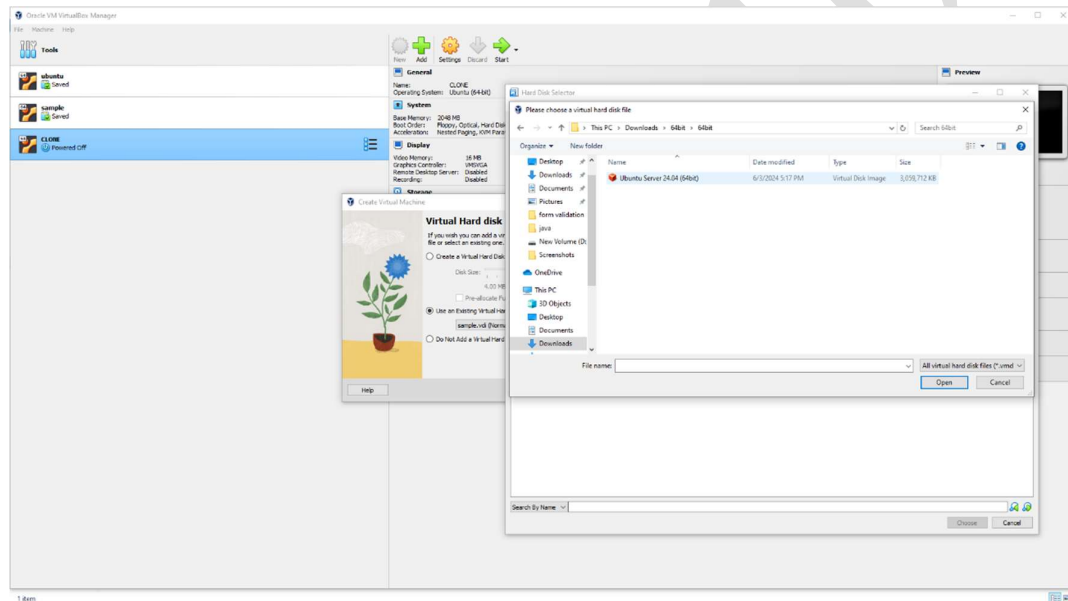 Oracle VM VirtualBox Manager
File Machine Help
Tools
New Add Settings Discard Start
ubuntu
Saved
sample
Saved
CLONE
Powered Off
General
Name: CLONE
Operating System: Ubuntu (64-bit)
System
Base Memory: 2048 MB
Boot Order: Floppy, Optical, Hard Disk
Acceleration: Nested Paging, KVM Para
Display
Video Memory: 16 MB
Graphics Controller: VMSVGA
Remote Desktop Server: Disabled
Recording: Disabled
Storage
Preview
Create Virtual Machine
Virtual Hard disk
If you wish you can add a vir
file or select an existing one.
Create a Virtual Hard Disk
Disk Size:
4.00 MB
Pre-allocate Fu
Use an Existing Virtual Har
sample.vdi (Norma
Do Not Add a Virtual Hard
Help
Hard Disk Selector
Please choose a virtual hard disk file
This PC > Downloads > 64bit > 64bit
Search 64bit
Organize New folder
Name Date modified Type Size
Ubuntu Server 24.04 (64bit) 6/3/2024 5:17 PM Virtual Disk Image 3,059,712 KB
Desktop
Downloads
Documents
Pictures
form validation
java
New Volume (D:
Screenshots
OneDrive
This PC
3D Objects
Desktop
Documents
Downloads
File name:
All virtual hard disk files (*.vmd
Open Cancel
Search By Name
Choose Cancel
1 item